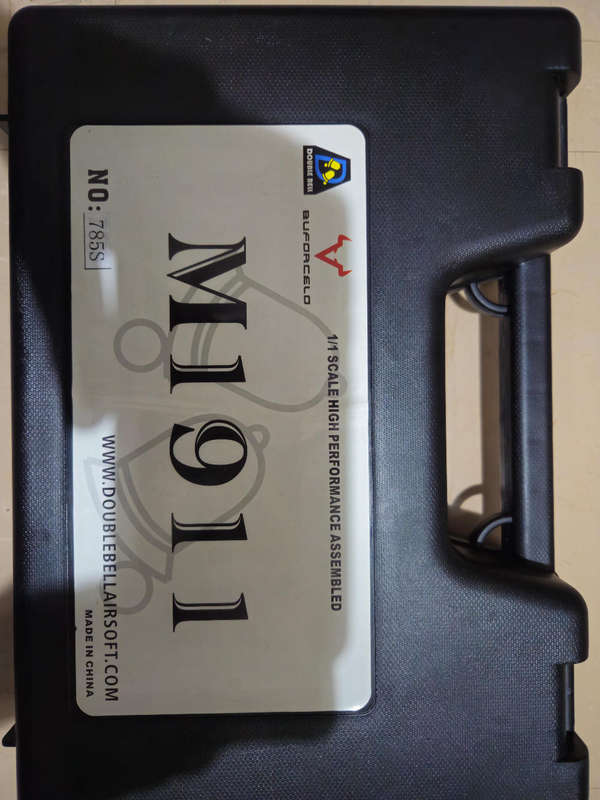 DOUBLE BELL
BUFORCELO
1/1 SCALE HIGH PERFORMANCE ASSEMBLED
M1911
NO: 785S
WWW.DOUBLEBELLAIRSOFT.COM
MADE IN CHINA